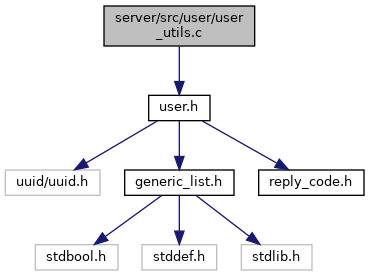 server/src/user/user
_utils.c
user.h
uuid/uuid.h
generic_list.h
reply_code.h
stdbool.h
stddef.h
stdlib.h